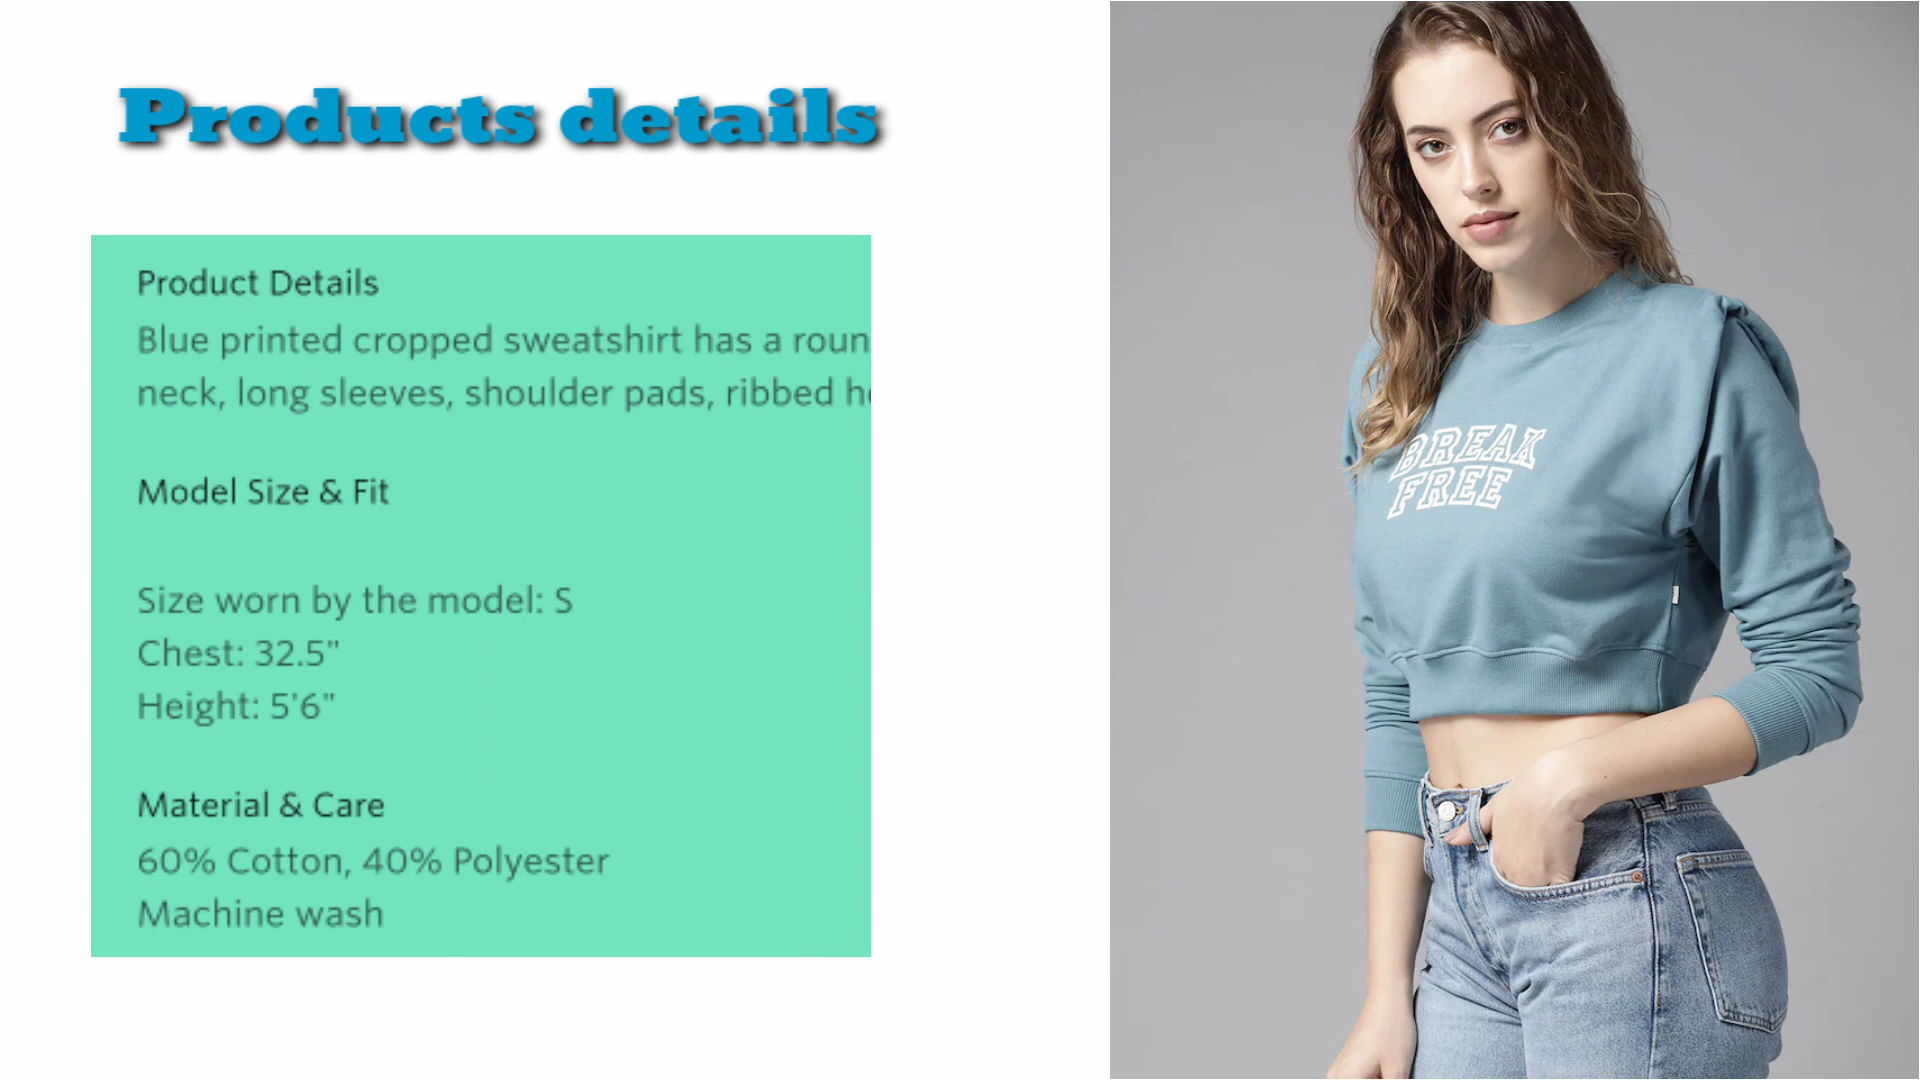 Products details
Product Details
Blue printed cropped sweatshirt has a roun
neck, long sleeves, shoulder pads, ribbed
Model Size & Fit
Size worn by the model: S
Chest: 32.5"
Height: 5'6"
Material & Care
60% Cotton, 40% Polyester
Machine wash
BREAK
FREE